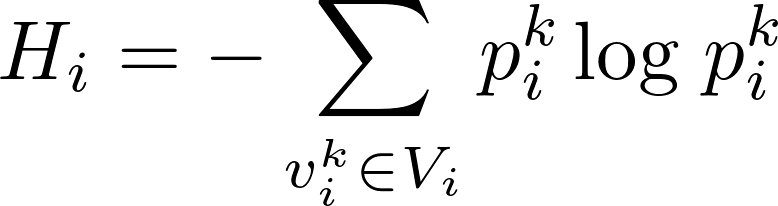 $H_i = -\sum_{v_i^k \in V_i} p_i^k \log p_i^k$